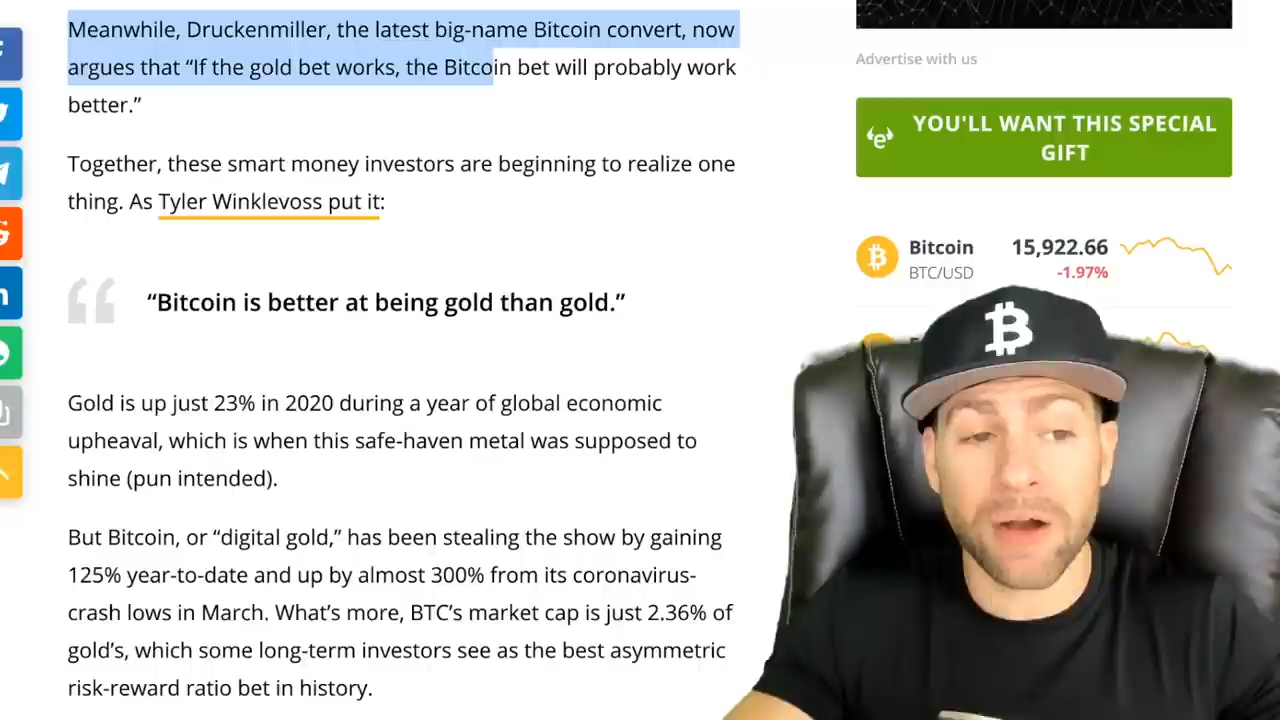 Meanwhile, Druckenmiller, the latest big-name Bitcoin convert, now
argues that “If the gold bet works, the Bitcoin bet will probably work
better.”
Together, these smart money investors are beginning to realize one
thing. As Tyler Winklevoss put it:
“Bitcoin is better at being gold than gold.”
Gold is up just 23% in 2020 during a year of global economic
upheaval, which is when this safe-haven metal was supposed to
shine (pun intended).
But Bitcoin, or “digital gold,” has been stealing the show by gaining
125% year-to-date and up by almost 300% from its coronavirus-
crash lows in March. What’s more, BTC’s market cap is just 2.36% of
gold’s, which some long-term investors see as the best asymmetric
risk-reward ratio bet in history.
Advertise with us
YOU'LL WANT THIS SPECIAL
GIFT
Bitcoin 15,922.66
BTC/USD -1.97%